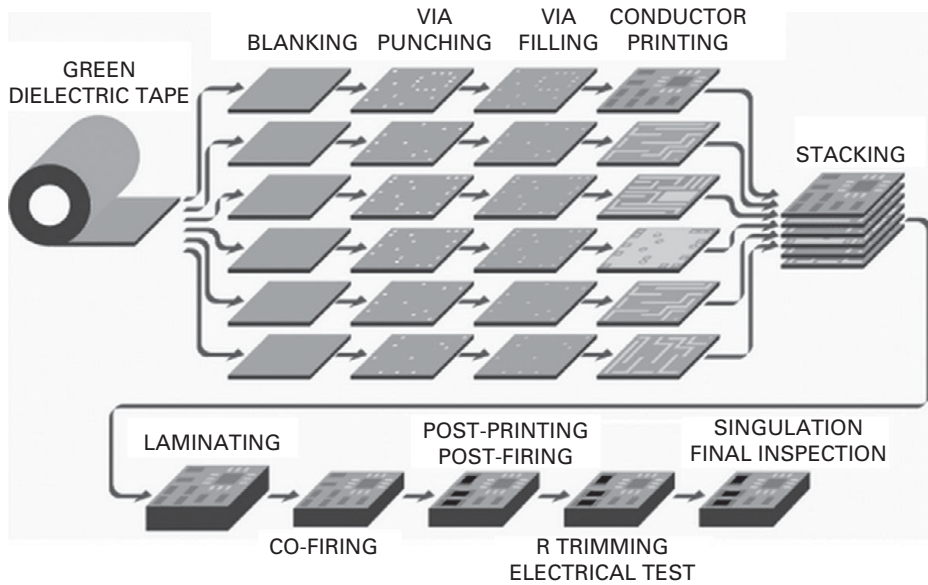 GREEN
DIELECTRIC TAPE
BLANKING
VIA
PUNCHING
VIA
FILLING
CONDUCTOR
PRINTING
STACKING
LAMINATING
CO-FIRING
POST-PRINTING
POST-FIRING
R TRIMMING
ELECTRICAL TEST
SINGULATION
FINAL INSPECTION